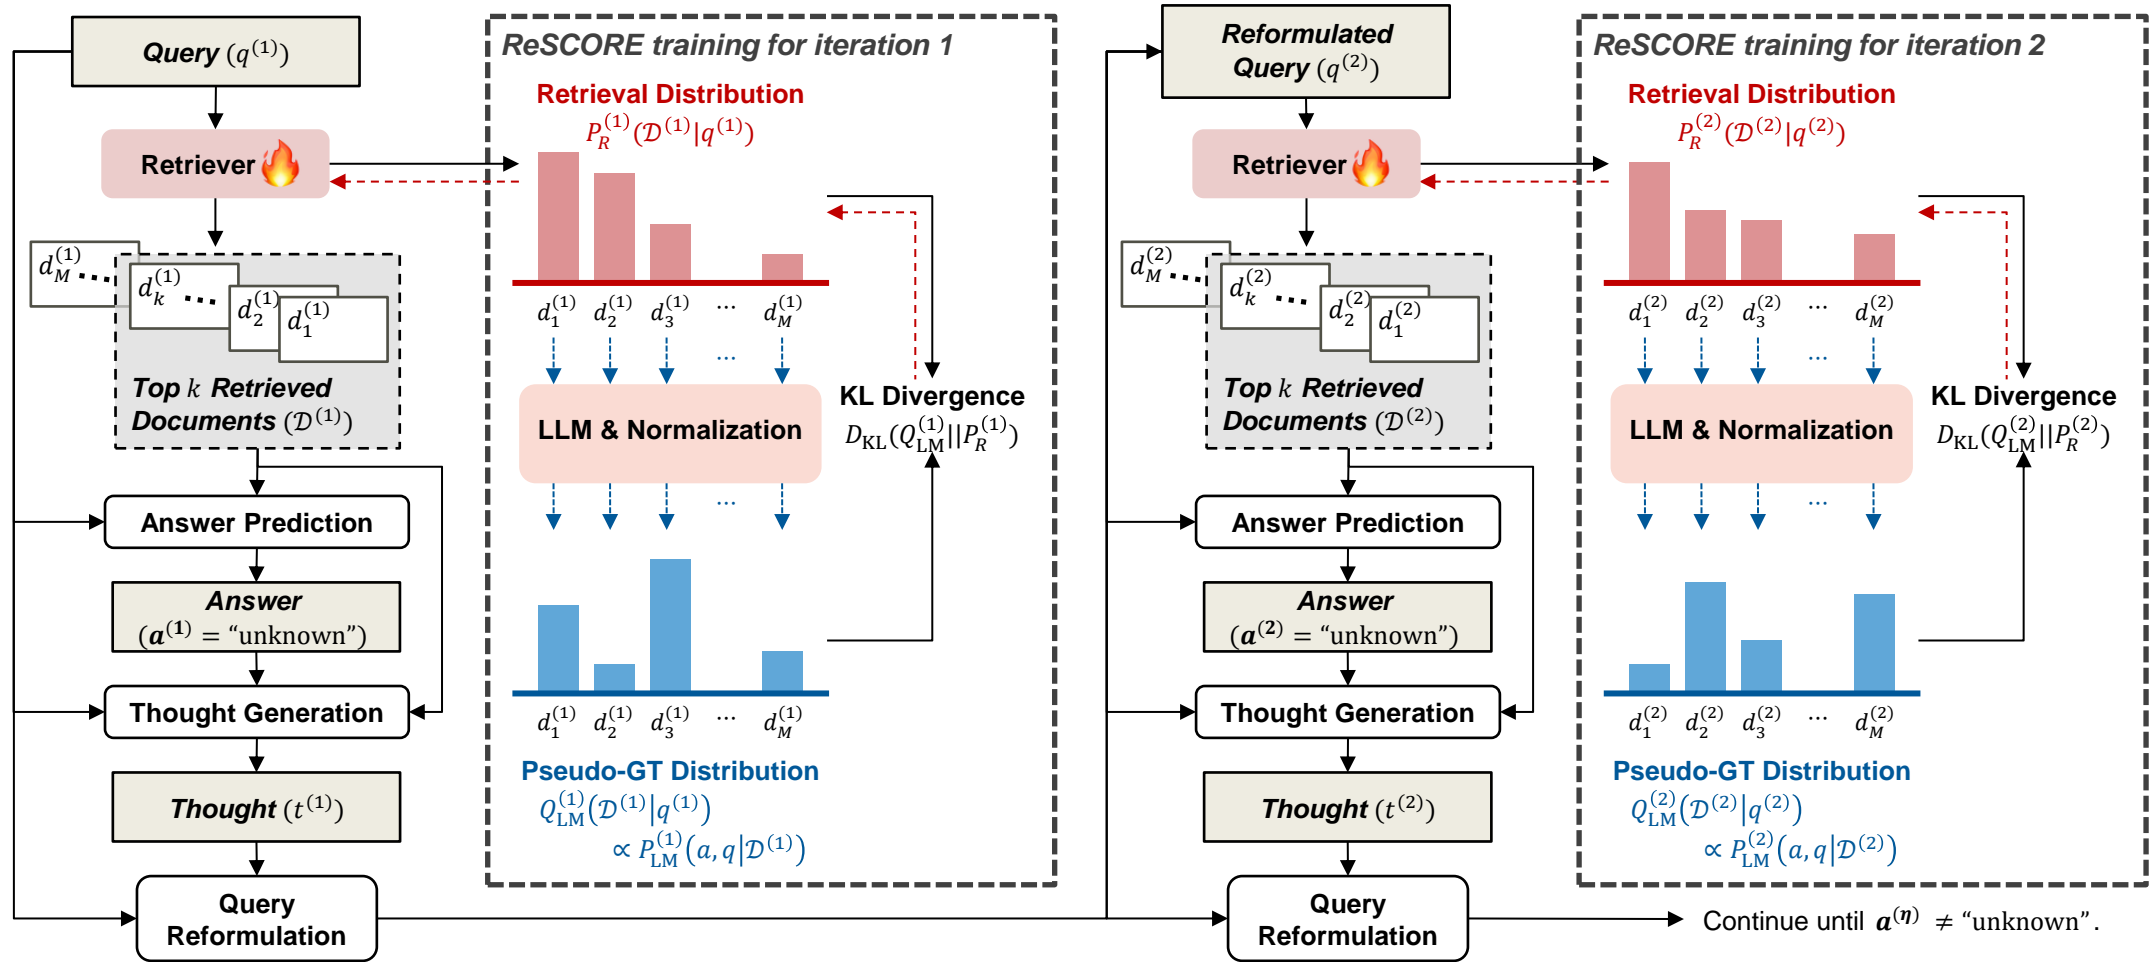 Query (q^(1))
Retriever
d_M^(1)
d_k^(1)
d_2^(1)
d_1^(1)
Top k Retrieved
Documents (𝒟^(1))
Answer Prediction
Answer
(a^(1) = “unknown”)
Thought Generation
Thought (t^(1))
Query
Reformulation
ReSCORE training for iteration 1
Retrieval Distribution
P_R^(1)(𝒟^(1)|q^(1))
d_1^(1) d_2^(1) d_3^(1) ... d_M^(1)
...
LLM & Normalization
...
d_1^(1) d_2^(1) d_3^(1) ... d_M^(1)
Pseudo-GT Distribution
Q_LM^(1)(𝒟^(1)|q^(1))
∝ P_LM^(1)(a, q|𝒟^(1))
KL Divergence
D_KL(Q_LM^(1)||P_R^(1))
Reformulated
Query (q^(2))
Retriever
d_M^(2)
d_k^(2)
d_2^(2)
d_1^(2)
Top k Retrieved
Documents (𝒟^(2))
Answer Prediction
Answer
(a^(2) = “unknown”)
Thought Generation
Thought (t^(2))
Query
Reformulation
ReSCORE training for iteration 2
Retrieval Distribution
P_R^(2)(𝒟^(2)|q^(2))
d_1^(2) d_2^(2) d_3^(2) ... d_M^(2)
...
LLM & Normalization
...
d_1^(2) d_2^(2) d_3^(2) ... d_M^(2)
Pseudo-GT Distribution
Q_LM^(2)(𝒟^(2)|q^(2))
∝ P_LM^(2)(a, q|𝒟^(2))
KL Divergence
D_KL(Q_LM^(2)||P_R^(2))
Continue until a^(η) ≠ “unknown”.